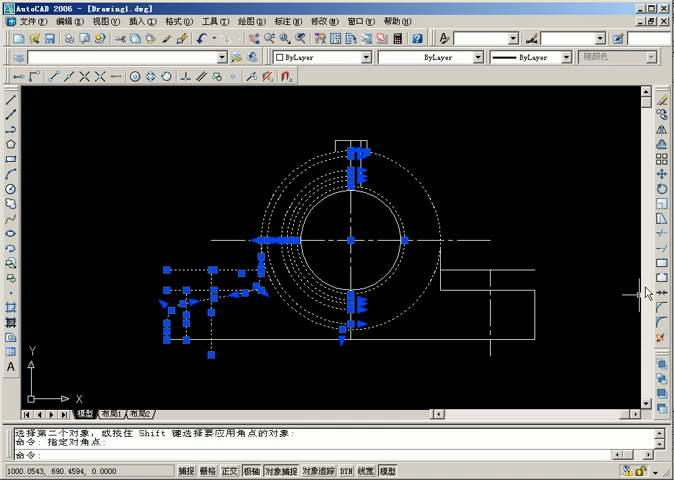 AutoCAD 2006 - [Drawing1.dwg]
文件(F) 编辑(E) 视图(V) 插入(I) 格式(O) 工具(T) 绘图(D) 标注(N) 修改(M) 窗口(W) 帮助(H)
ByLayer ByLayer ByLayer 随颜色
Y
X
A
模型 布局1 布局2
选择第二个对象，或按住 Shift 键选择要应用角点的对象:
命令: 指定对角点:
命令:
1000.0543, 690.4594, 0.0000 捕捉 栅格 正交 极轴 对象捕捉 对象追踪 DYN 线宽 模型